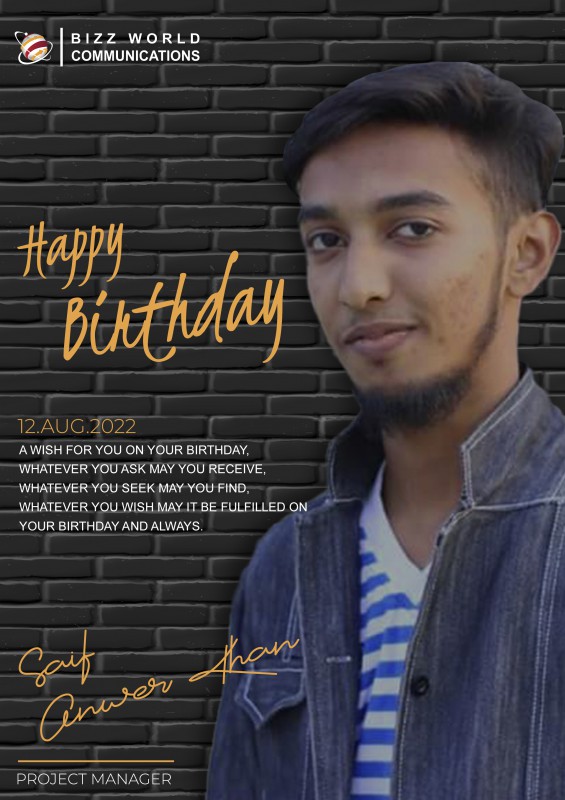 BIZZ WORLD
COMMUNICATIONS
Happy
Birthday
12.AUG.2022
A WISH FOR YOU ON YOUR BIRTHDAY,
WHATEVER YOU ASK MAY YOU RECEIVE,
WHATEVER YOU SEEK MAY YOU FIND,
WHATEVER YOU WISH MAY IT BE FULFILLED ON
YOUR BIRTHDAY AND ALWAYS.
Saif
Anwer Khan
PROJECT MANAGER